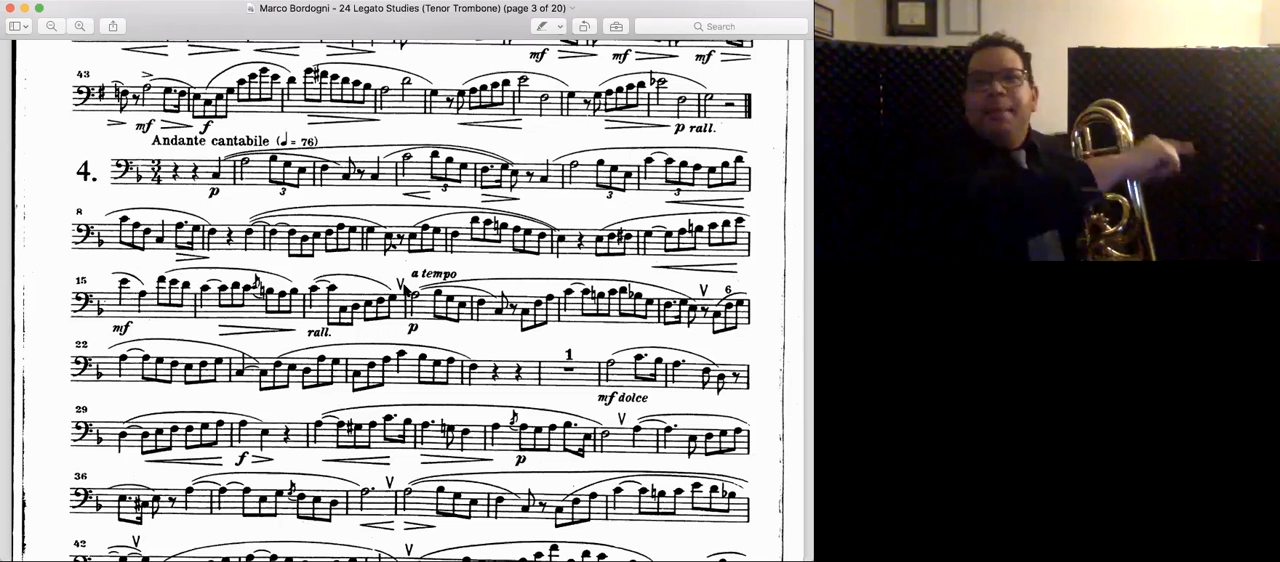 Marco Bordogni - 24 Legato Studies (Tenor Trombone) (page 3 of 20)
Search
mf mf mf
43
mf f p rall.
Andante cantabile (♩ = 76)
4.
3
4
p 3 3 3 3
8
15 a tempo 6
mf rall. p
22 1
mf dolce
29
f p
36
42